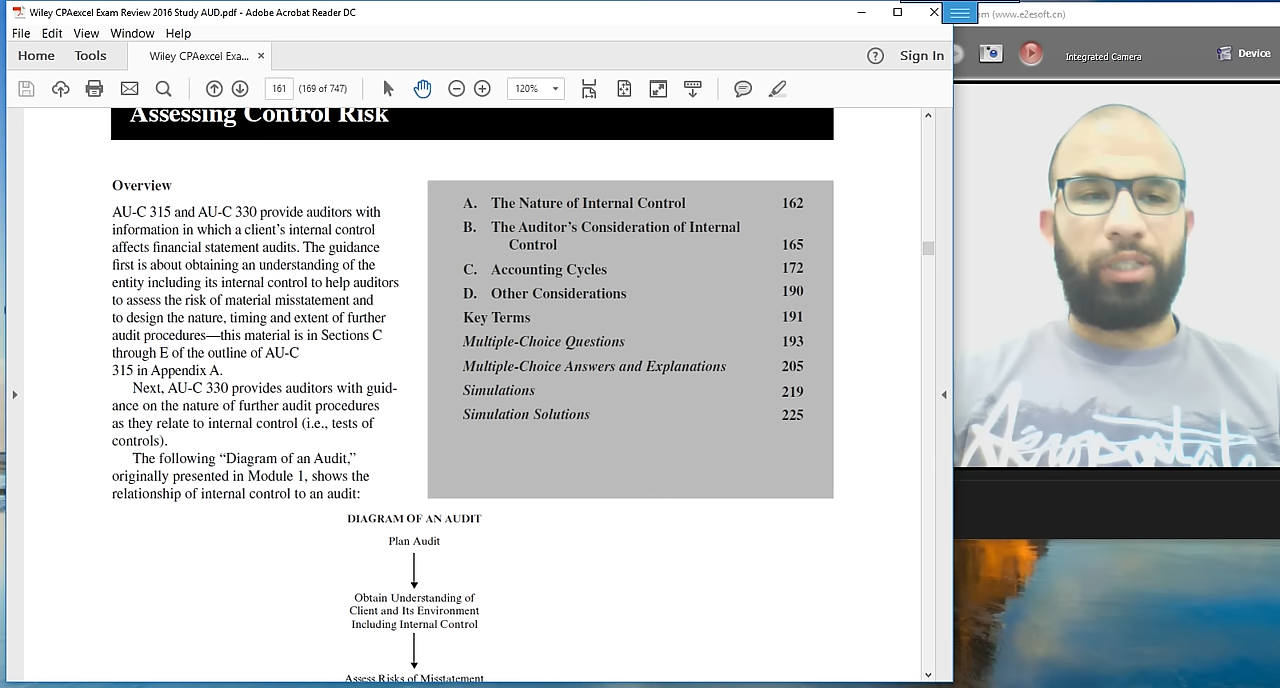 Wiley CPAexcel Exam Review 2016 Study AUD.pdf - Adobe Acrobat Reader DC
(www.e2esoft.cn)
File Edit View Window Help
Home Tools Wiley CPAexcel Exa... × Sign In
161 (169 of 747) 120%
Integrated Camera Device
Assessing Control Risk
Overview
AU-C 315 and AU-C 330 provide auditors with
information in which a client's internal control
affects financial statement audits. The guidance
first is about obtaining an understanding of the
entity including its internal control to help auditors
to assess the risk of material misstatement and
to design the nature, timing and extent of further
audit procedures—this material is in Sections C
through E of the outline of AU-C
315 in Appendix A.
Next, AU-C 330 provides auditors with guid-
ance on the nature of further audit procedures
as they relate to internal control (i.e., tests of
controls).
The following “Diagram of an Audit,”
originally presented in Module 1, shows the
relationship of internal control to an audit:
A. The Nature of Internal Control 162
B. The Auditor’s Consideration of Internal
Control 165
C. Accounting Cycles 172
D. Other Considerations 190
Key Terms 191
Multiple-Choice Questions 193
Multiple-Choice Answers and Explanations 205
Simulations 219
Simulation Solutions 225
DIAGRAM OF AN AUDIT
Plan Audit
Obtain Understanding of
Client and Its Environment
Including Internal Control
Assess Risks of Misstatement
Aéropostale